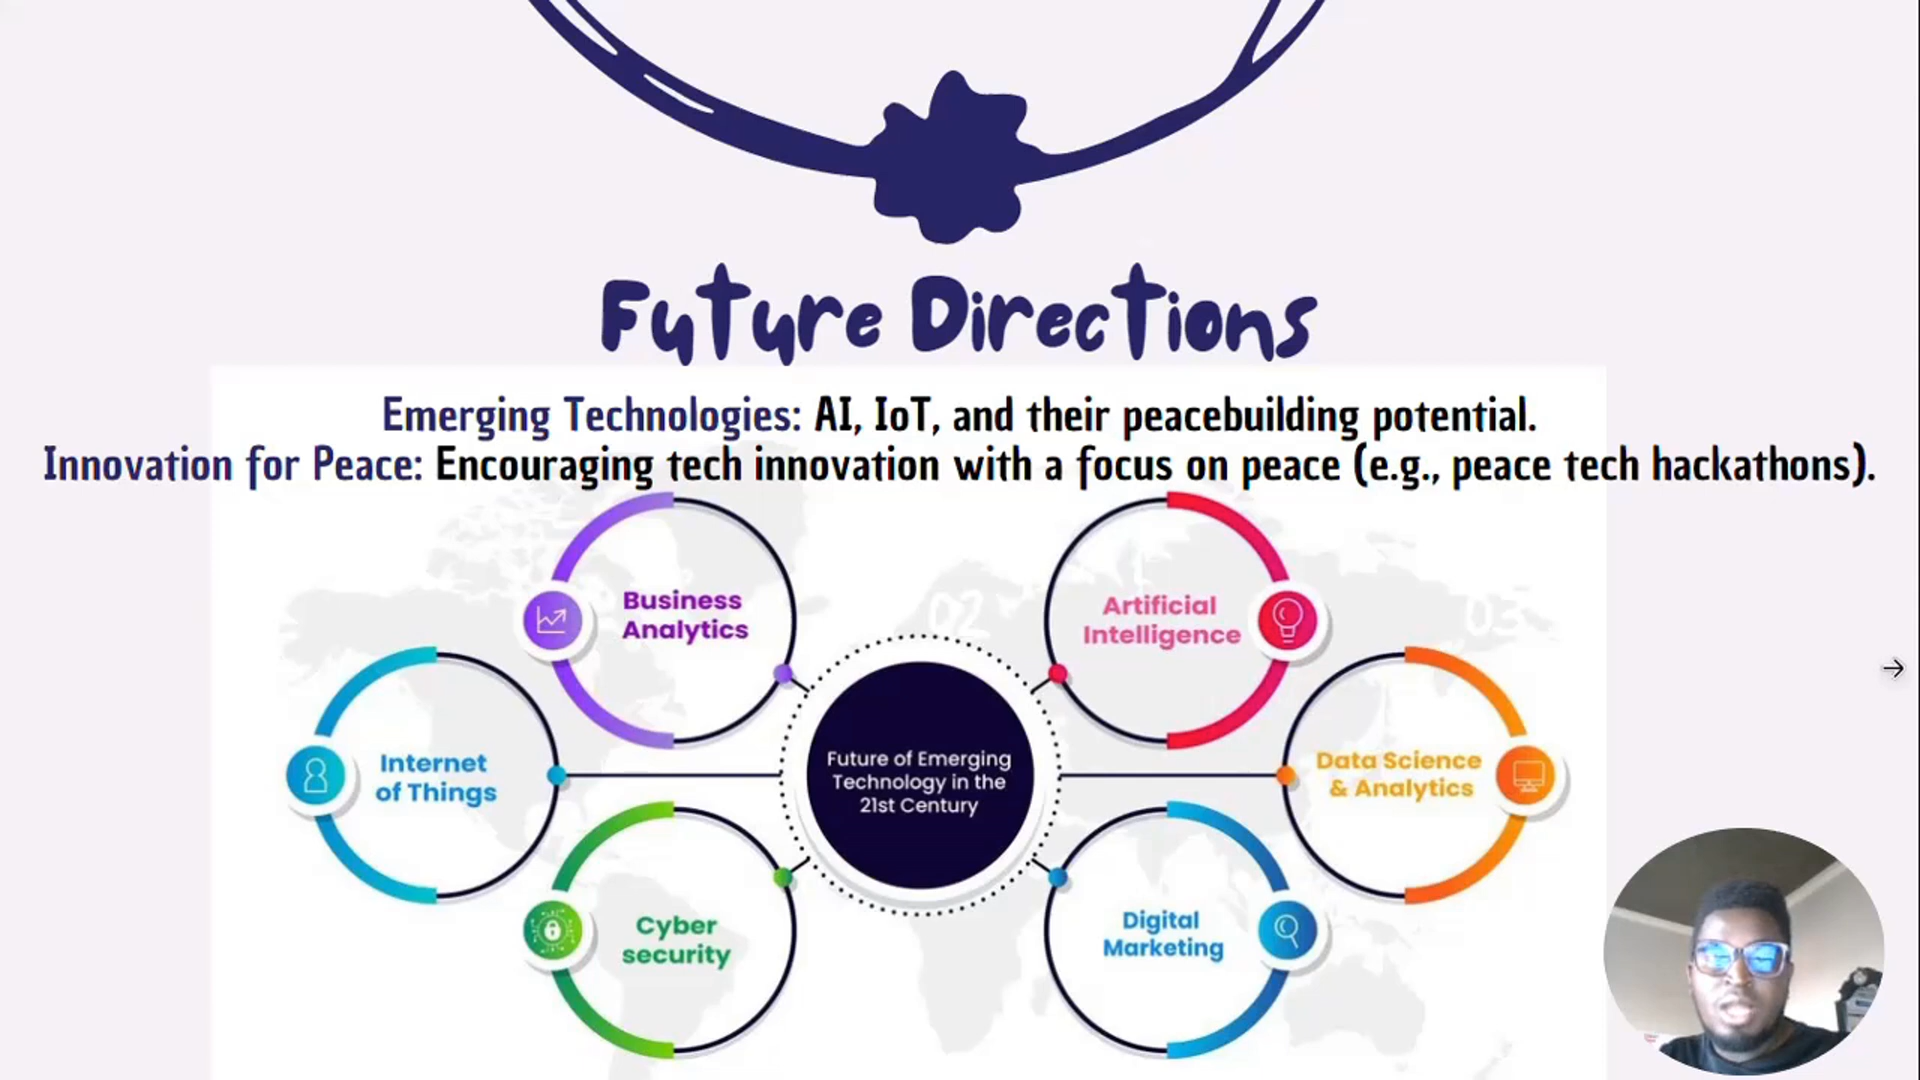 Future Directions
Emerging Technologies: AI, IoT, and their peacebuilding potential.
Innovation for Peace: Encouraging tech innovation with a focus on peace (e.g., peace tech hackathons).
02
03
Business
Analytics
Artificial
Intelligence
Internet
of Things
Future of Emerging
Technology in the
21st Century
Data Science
& Analytics
Cyber
security
Digital
Marketing